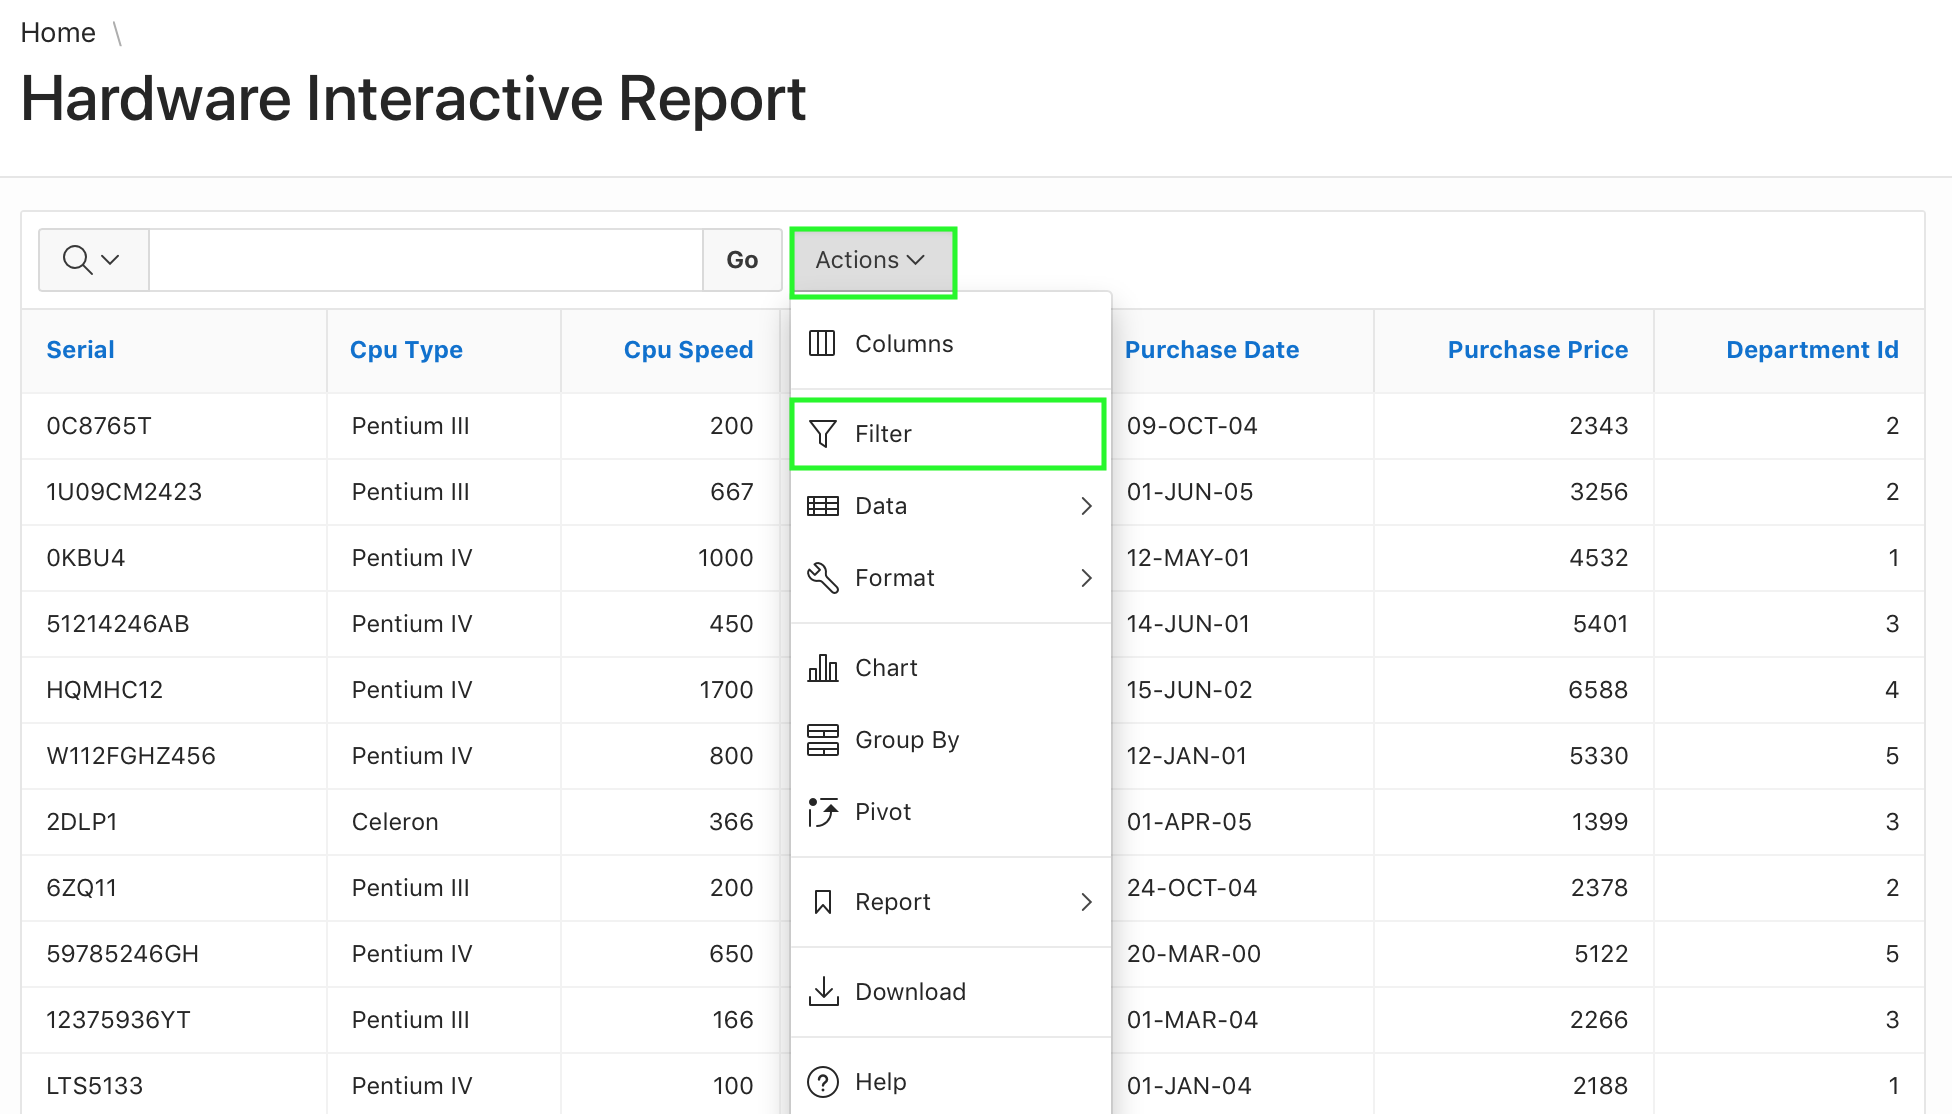 Home \
Hardware Interactive Report
Go Actions
Serial Cpu Type Cpu Speed Purchase Date Purchase Price Department Id
0C8765T Pentium III 200 09-OCT-04 2343 2
1U09CM2423 Pentium III 667 01-JUN-05 3256 2
0KBU4 Pentium IV 1000 12-MAY-01 4532 1
51214246AB Pentium IV 450 14-JUN-01 5401 3
HQMHC12 Pentium IV 1700 15-JUN-02 6588 4
W112FGHZ456 Pentium IV 800 12-JAN-01 5330 5
2DLP1 Celeron 366 01-APR-05 1399 3
6ZQ11 Pentium III 200 24-OCT-04 2378 2
59785246GH Pentium IV 650 20-MAR-00 5122 5
12375936YT Pentium III 166 01-MAR-04 2266 3
LTS5133 Pentium IV 100 01-JAN-04 2188 1
Columns
Filter
Data
Format
Chart
Group By
Pivot
Report
Download
Help